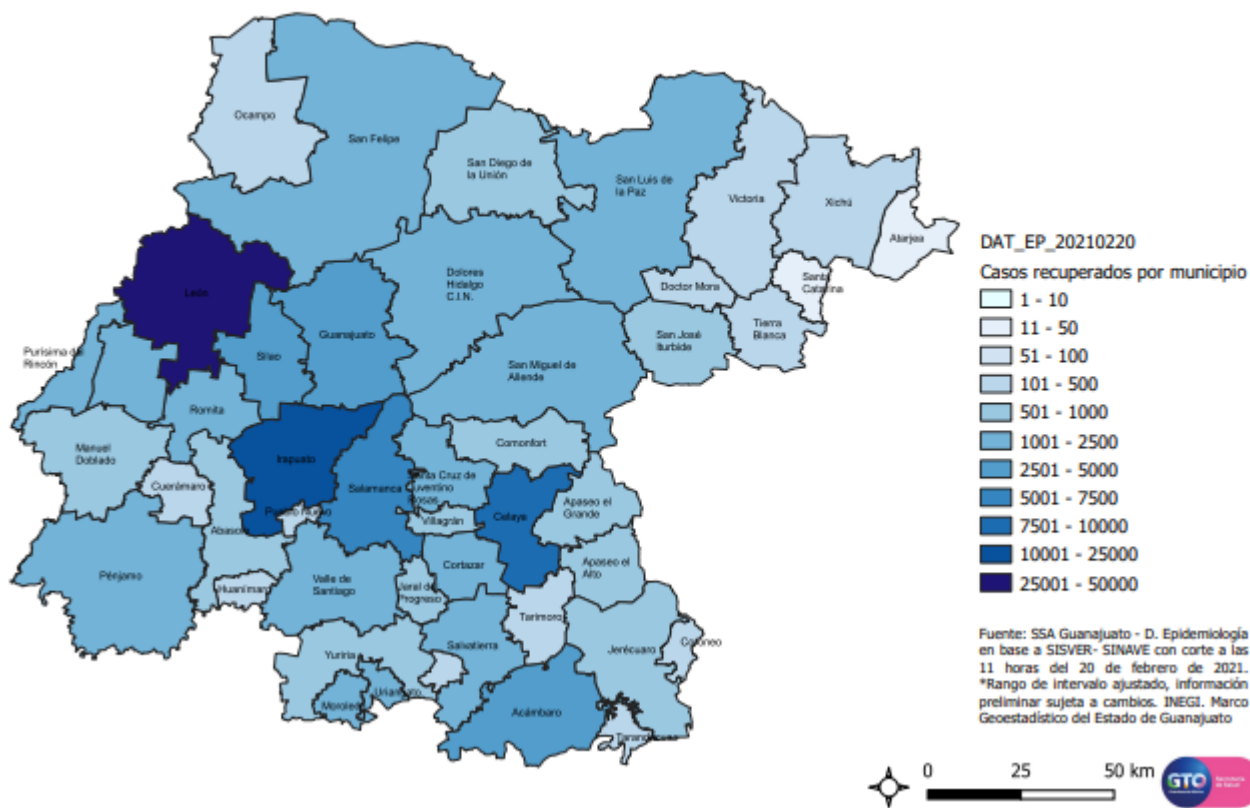 Ocampo
San Felipe
San Diego de
la Unión
San Luis de
la Paz
Victoria
Xichú
Atarjea
León
Dolores
Hidalgo
C.I.N.
Doctor Mora
Santa
Catarina
Tierra
Blanca
San José
Iturbide
Guanajuato
Silao
Purísima de
Rincón
San Miguel de
Allende
Romita
Manuel
Doblado
Cuerámaro
Irapuato
Salamanca
Comonfort
Santa Cruz de
Juventino
Rosas
Villagrán
Celaya
Apaseo el
Grande
Pueblo Nuevo
Abasolo
Pénjamo
Huanímaro
Valle de
Santiago
Jaral del
Progreso
Cortazar
Apaseo el
Alto
Tarimoro
Yuriria
Salvatierra
Jerécuaro
Coroneo
Uriangato
Moroleón
Acámbaro
Tarandacuao
DAT_EP_20210220
Casos recuperados por municipio
1 - 10
11 - 50
51 - 100
101 - 500
501 - 1000
1001 - 2500
2501 - 5000
5001 - 7500
7501 - 10000
10001 - 25000
25001 - 50000
Fuente: SSA Guanajuato - D. Epidemiología
en base a SISVER- SINAVE con corte a las
11 horas del 20 de febrero de 2021.
*Rango de intervalo ajustado, información
preliminar sujeta a cambios. INEGI. Marco
Geoestadístico del Estado de Guanajuato
0 25 50 km
GTO
Secretaría
de Salud